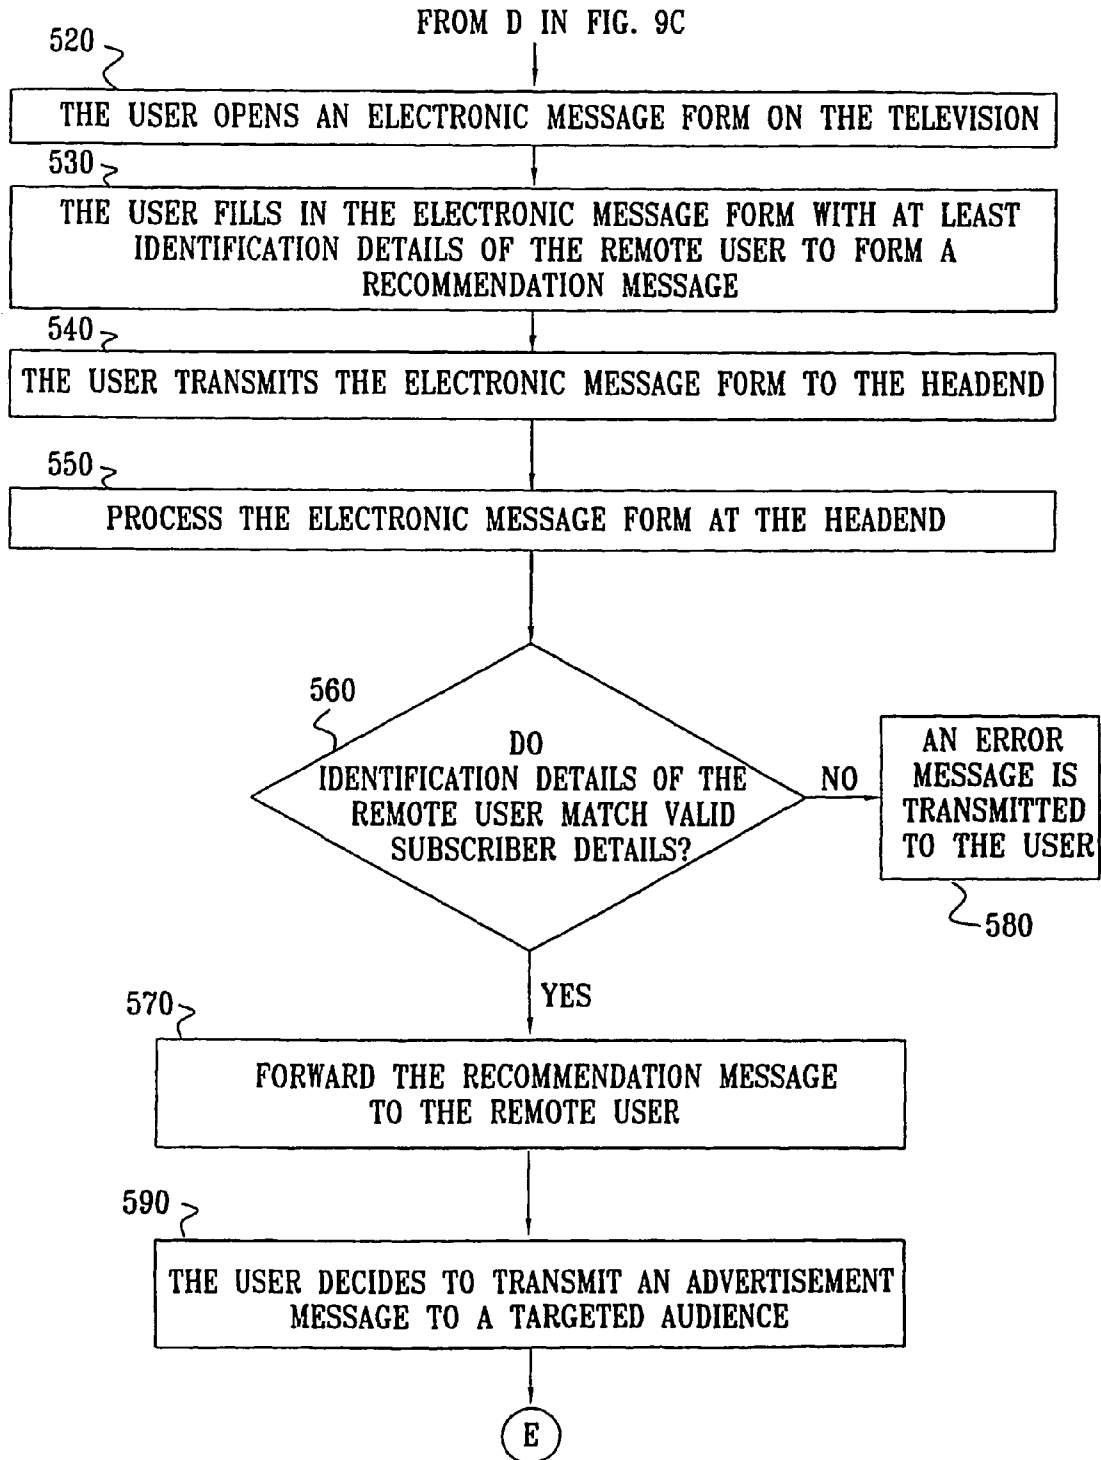 FROM D IN FIG. 9C
520
THE USER OPENS AN ELECTRONIC MESSAGE FORM ON THE TELEVISION
530
THE USER FILLS IN THE ELECTRONIC MESSAGE FORM WITH AT LEAST
IDENTIFICATION DETAILS OF THE REMOTE USER TO FORM A
RECOMMENDATION MESSAGE
540
THE USER TRANSMITS THE ELECTRONIC MESSAGE FORM TO THE HEADEND
550
PROCESS THE ELECTRONIC MESSAGE FORM AT THE HEADEND
560
DO
IDENTIFICATION DETAILS OF THE
REMOTE USER MATCH VALID
SUBSCRIBER DETAILS?
NO
AN ERROR
MESSAGE IS
TRANSMITTED
TO THE USER
580
YES
570
FORWARD THE RECOMMENDATION MESSAGE
TO THE REMOTE USER
590
THE USER DECIDES TO TRANSMIT AN ADVERTISEMENT
MESSAGE TO A TARGETED AUDIENCE
E